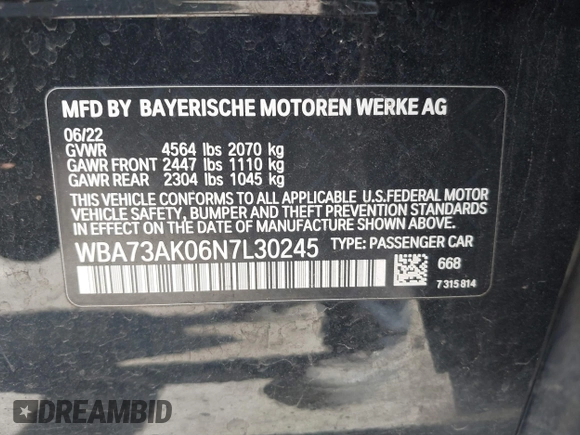 MFD BY BAYERISCHE MOTOREN WERKE AG
06/22
GVWR 4564 lbs 2070 kg
GAWR FRONT 2447 lbs 1110 kg
GAWR REAR 2304 lbs 1045 kg
THIS VEHICLE CONFORMS TO ALL APPLICABLE U.S.FEDERAL MOTOR
VEHICLE SAFETY, BUMPER AND THEFT PREVENTION STANDARDS
IN EFFECT ON THE DATE OF MANUFACTURE SHOWN ABOVE.
WBA73AK06N7L30245 TYPE: PASSENGER CAR
668
7 315 814
DREAMBID